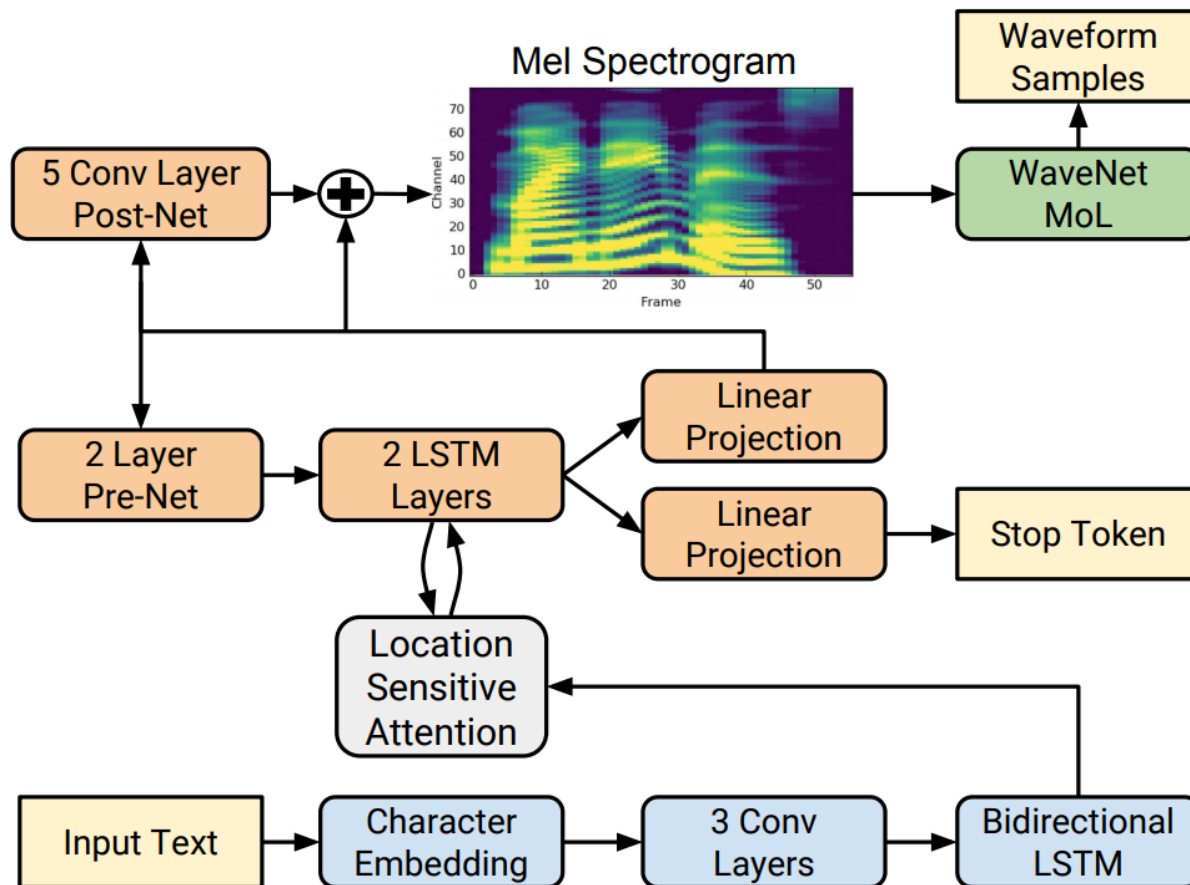 Waveform
Samples
Mel Spectrogram
5 Conv Layer
Post-Net
70
60
50
40
30
20
10
0
Channel
0 10 20 30 40 50
Frame
WaveNet
MoL
Linear
Projection
2 Layer
Pre-Net
2 LSTM
Layers
Linear
Projection
Stop Token
Location
Sensitive
Attention
Input Text
Character
Embedding
3 Conv
Layers
Bidirectional
LSTM